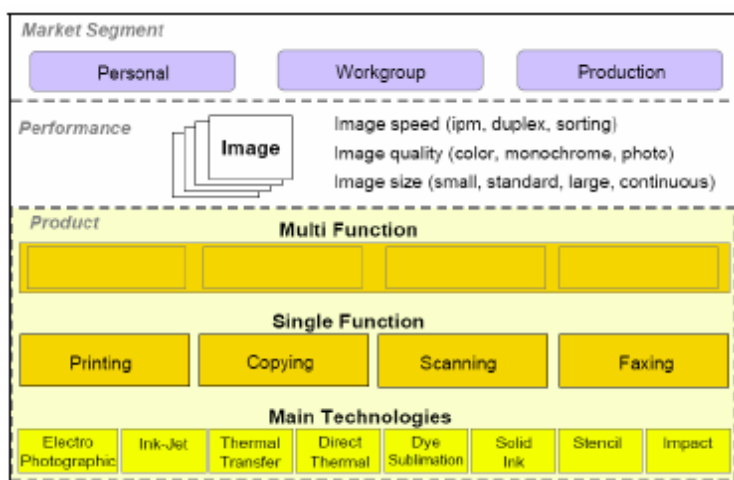 Market Segment
Personal Workgroup Production
Performance
Image
Image speed (ipm, duplex, sorting)
Image quality (color, monochrome, photo)
Image size (small, standard, large, continuous)
Product
Multi Function
Single Function
Printing Copying Scanning Faxing
Main Technologies
Electro Photographic
Ink-Jet
Thermal Transfer
Direct Thermal
Dye Sublimation
Solid Ink
Stencil
Impact